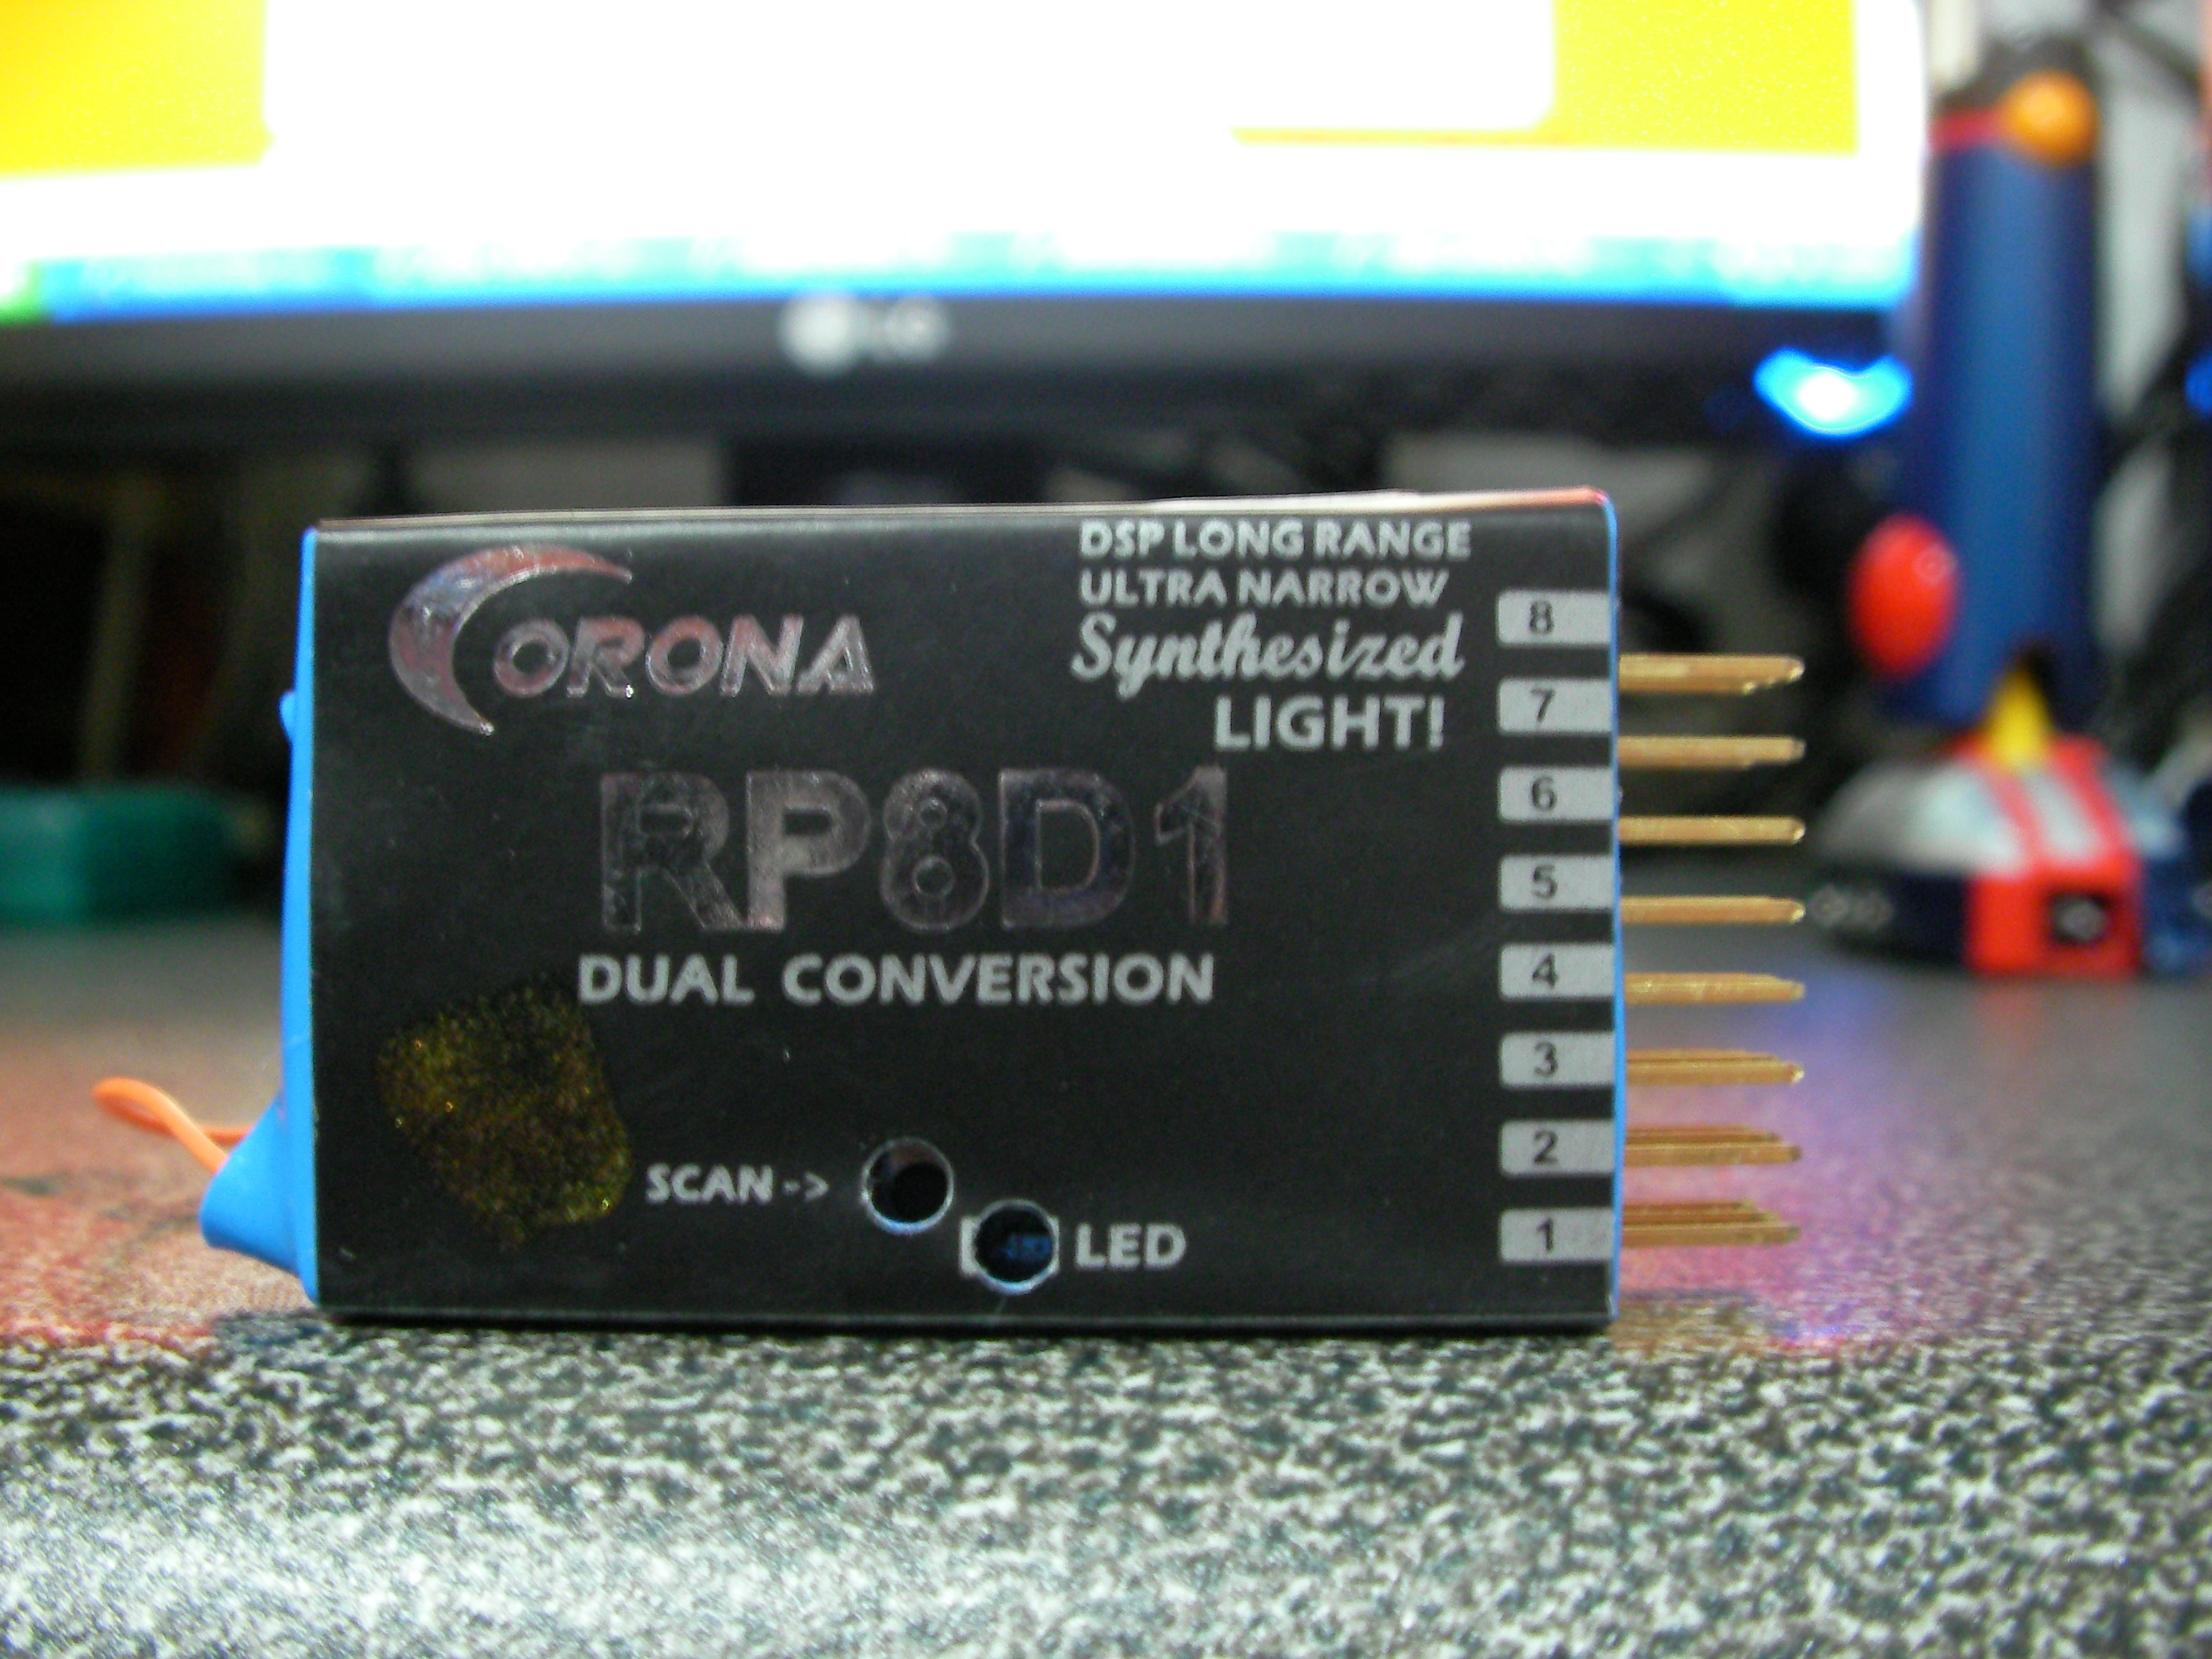 LG
DSP LONG RANGE
ULTRA NARROW
Synthesized
LIGHT!
CORONA
RP8D1
DUAL CONVERSION
SCAN ->
LED
8
7
6
5
4
3
2
1